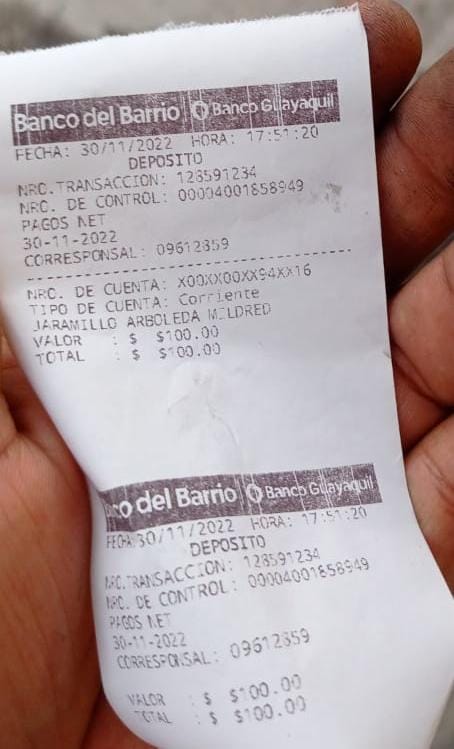 Banco del Barrio Banco Guayaquil
FECHA: 30/11/2022 HORA: 17:51:20
DEPOSITO
NRO.TRANSACCION: 128591234
NRO. DE CONTROL: 00004001858949
PAGOS NET
30-11-2022
CORRESPONSAL: 09612859
NRO. DE CUENTA: X00XX00XX94XX16
TIPO DE CUENTA: Corriente
JARAMILLO ARBOLEDA MILDRED
VALOR : $ $100.00
TOTAL : $ $100.00
co del Barrio Banco Guayaquil
FECHA:30/11/2022 HORA: 17:51:20
DEPOSITO
NRO.TRANSACCION: 128591234
NRO. DE CONTROL: 00004001858949
PAGOS NET
30-11-2022
CORRESPONSAL: 09612859
VALOR : $ $100.00
TOTAL : $ $100.00